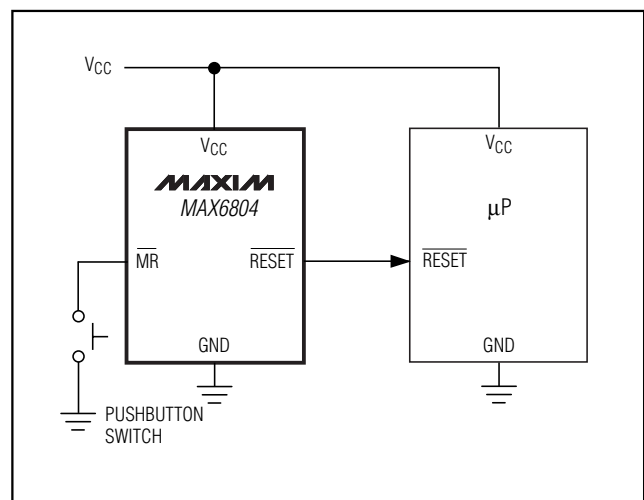 VCC
VCC
MAXIM
MAX6804
MR
RESET
GND
PUSHBUTTON
SWITCH
VCC
μP
RESET
GND